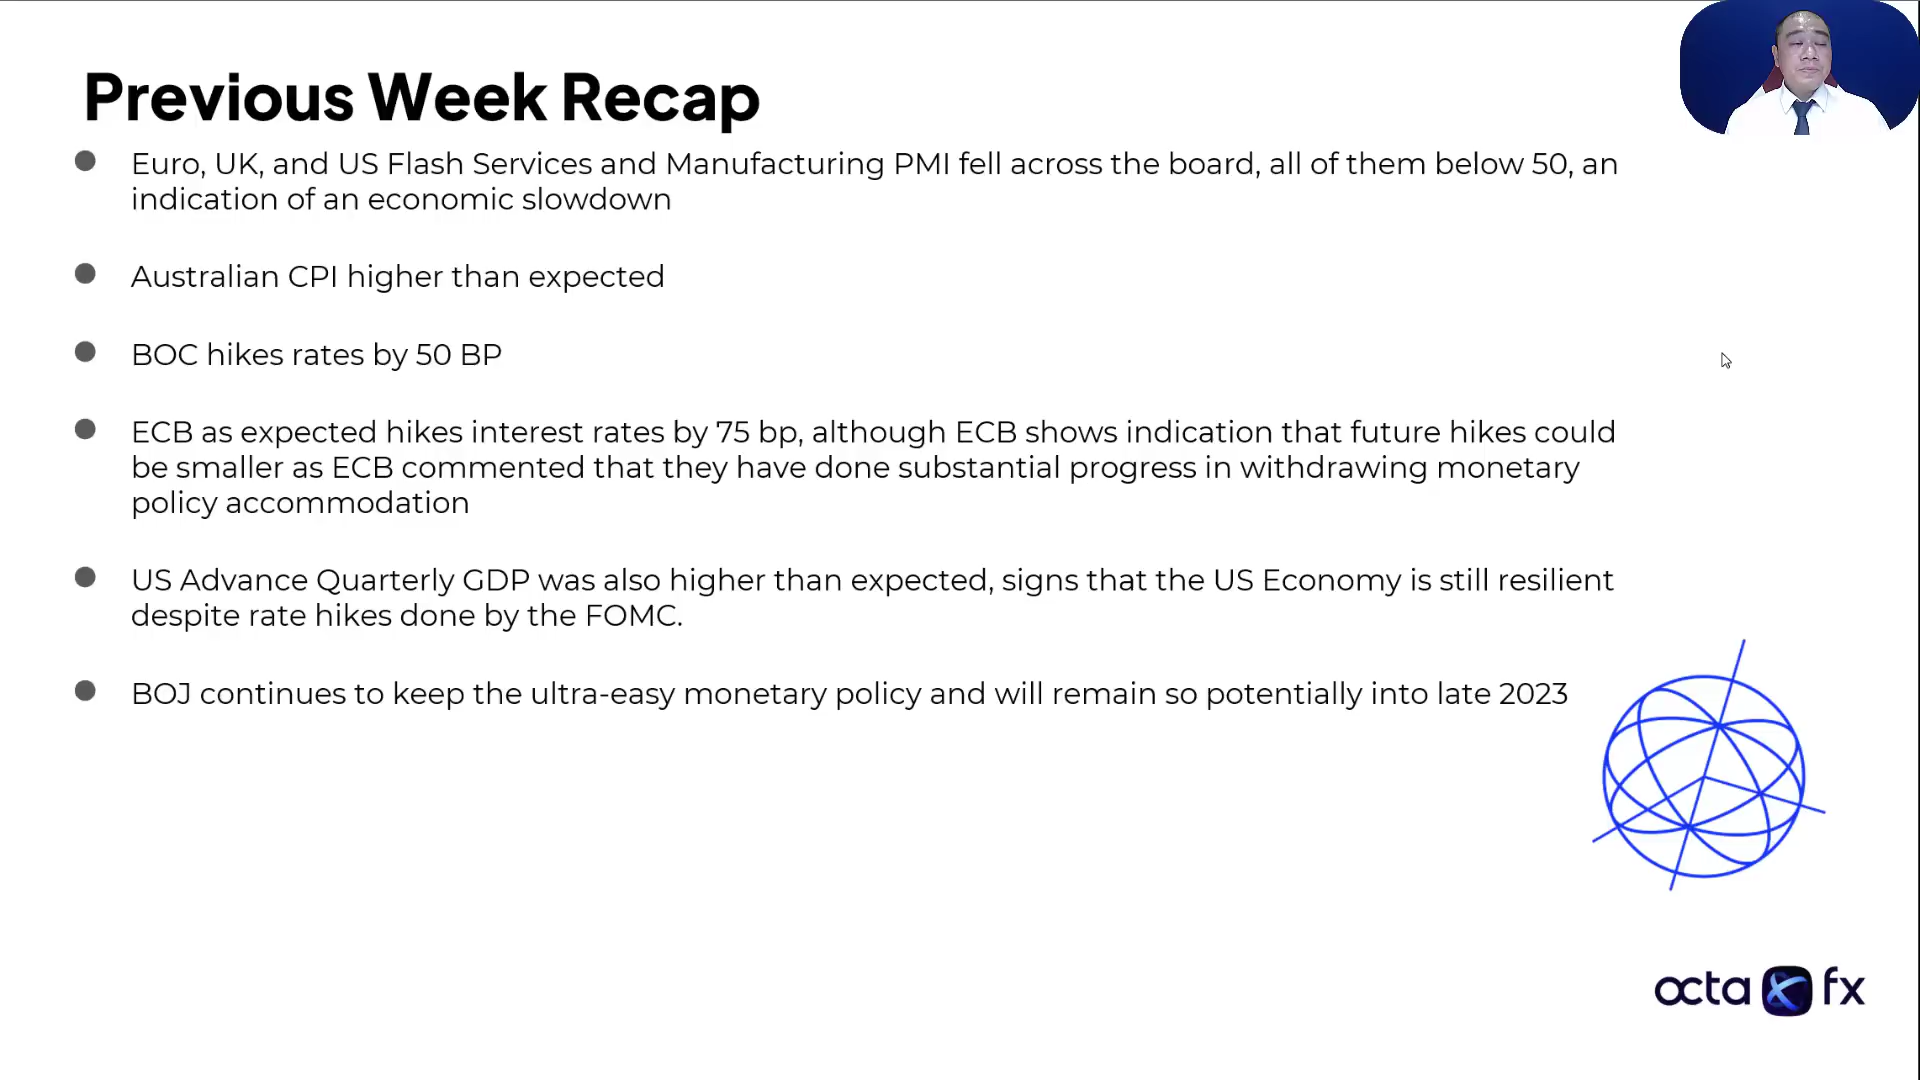 Previous Week Recap
Euro, UK, and US Flash Services and Manufacturing PMI fell across the board, all of them below 50, an
indication of an economic slowdown
Australian CPI higher than expected
BOC hikes rates by 50 BP
ECB as expected hikes interest rates by 75 bp, although ECB shows indication that future hikes could
be smaller as ECB commented that they have done substantial progress in withdrawing monetary
policy accommodation
US Advance Quarterly GDP was also higher than expected, signs that the US Economy is still resilient
despite rate hikes done by the FOMC.
BOJ continues to keep the ultra-easy monetary policy and will remain so potentially into late 2023
octa fx